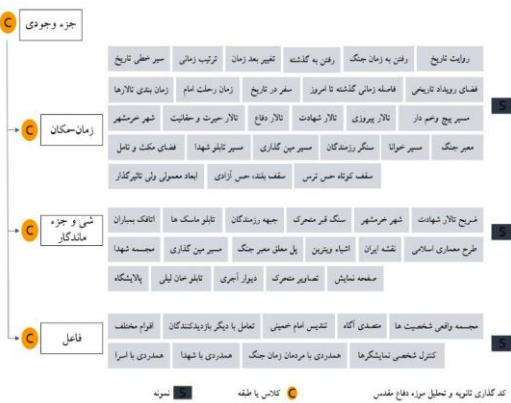 جزء وجودی
C
روایت تاریخ رفتن به زمان جنگ رفتن به گذشته تغییر بعد زمان ترتیب زمانی سیر خطی تاریخ
فضای رویداد تاریخی فاصله زمانی گذشته تا امروز سفر در تاریخ زمان رحلت امام زمان بندی تالارها
مسیر پیچ وخم دار تالار پیروزی تالار شهادت تالار دفاع تالار حیرت و حقانیت شهر خرمشهر
معبر جنگ مسیر خوانا سنگر رزمندگان مسیر مین گذاری مسیر تابلو شهدا فضای مکث و تامل
سقف کوتاه حس ترس سقف بلند، حس آزادی ابعاد معمولی ولی تاثیرگذار
S
زمان-مکان
C
ضریح تالار شهادت شهر خرمشهر سنگ قبر متحرک جبهه رزمندگان تابلو ماسک ها اتاقک بمباران
طرح معماری اسلامی نقشه ایران اشیاء ویترین پل معلق معبر جنگ مسیر مین گذاری مجسمه شهدا
صفحه نمایش تصاویر متحرک دیوار آجری تابلو خان لیلی پالایشگاه
S
شی و جزء
ماندگار
C
مجسمه واقعی شخصیت ها متصدی آگاه تندیس امام خمینی تعامل با دیگر بازدیدکنندگان اقوام مختلف
کنترل شخصی نمایشگرها همدردی با مردمان زمان جنگ همدردی با شهدا همدردی با اسرا
S
فاعل
C
کد گذاری ثانویه و تحلیل موزه دفاع مقدس C کلاس یا طبقه S نمونه